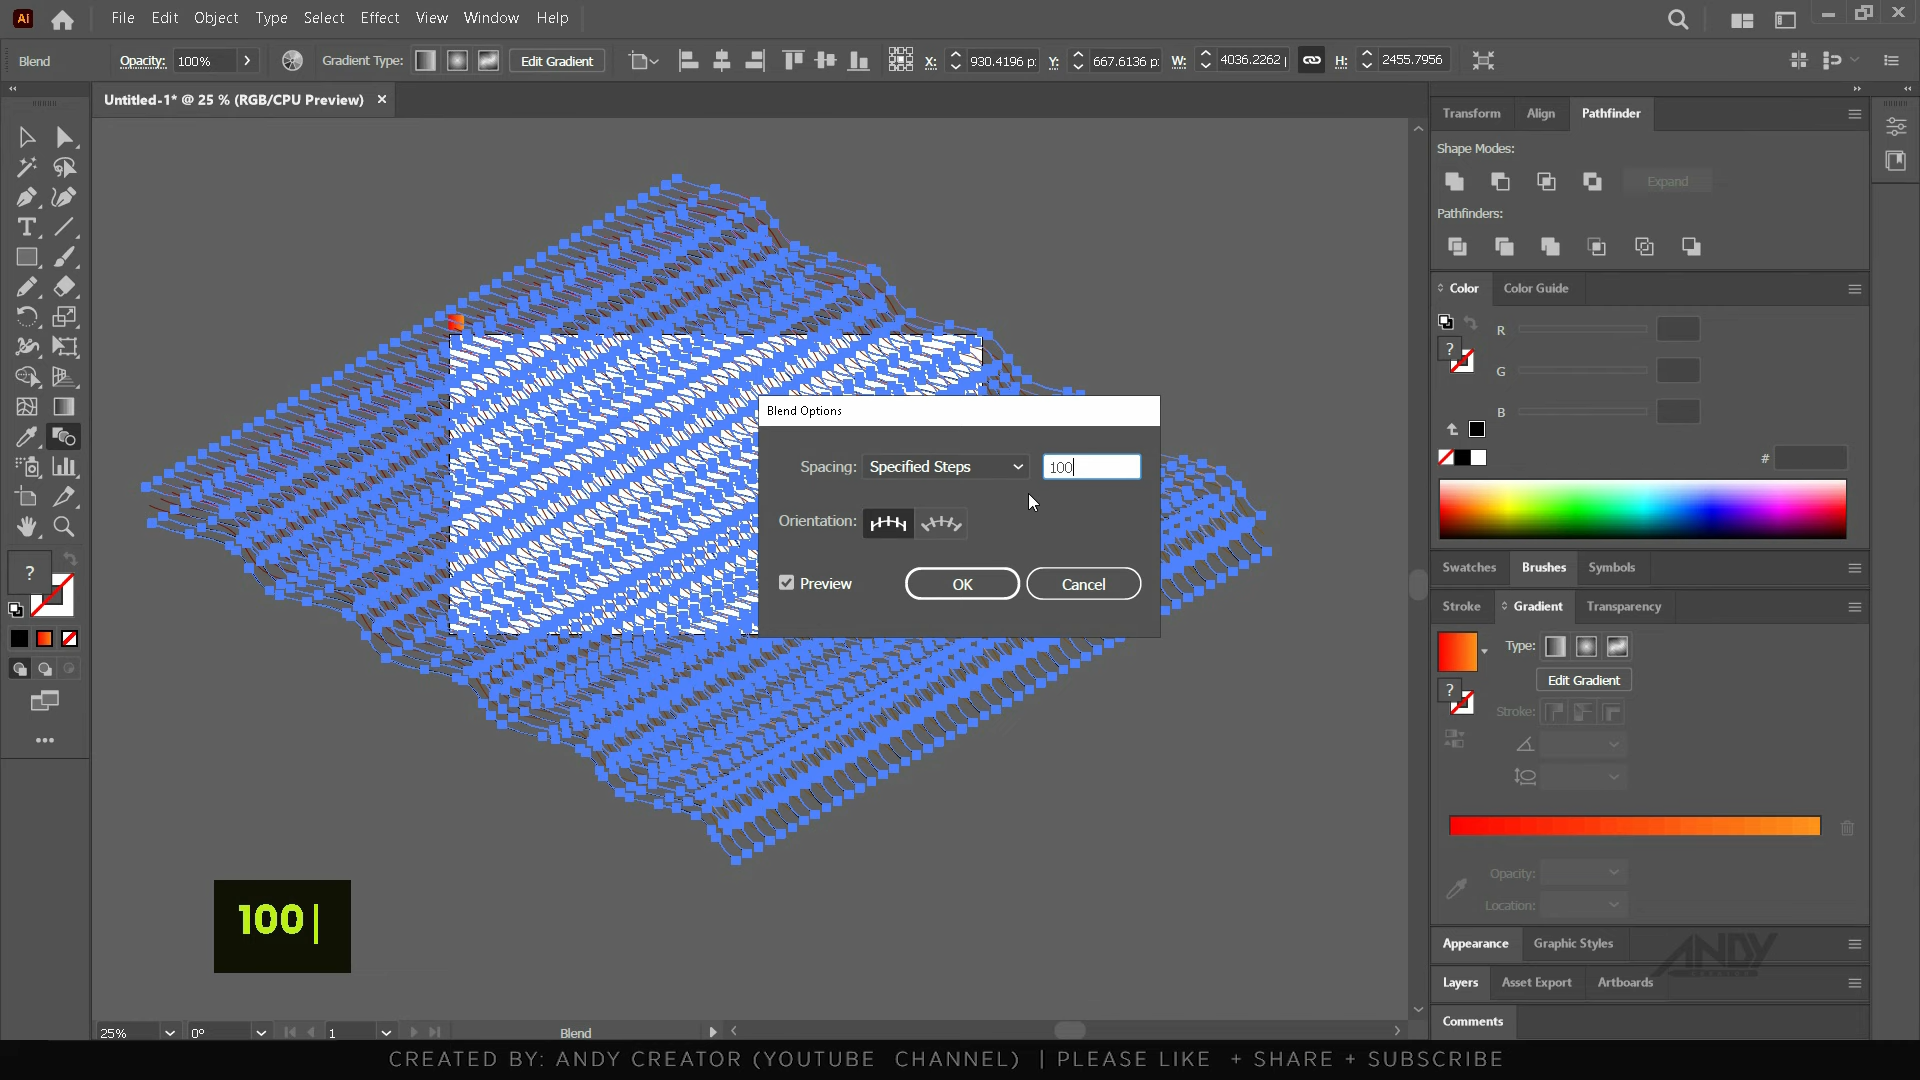 Ai File Edit Object Type Select Effect View Window Help
Blend Opacity: 100% Gradient Type: Edit Gradient X: 930.4196 p Y: 667.6136 p W: 4036.2262 H: 2455.7956
Untitled-1* @ 25 % (RGB/CPU Preview)
Transform Align Pathfinder
Shape Modes:
Expand
Pathfinders:
Color Color Guide
R
?
G
B
#
Blend Options
Spacing: Specified Steps 100
Orientation:
Preview OK Cancel
T
?
Swatches Brushes Symbols
Stroke Gradient Transparency
Type:
Edit Gradient
?
Stroke:
Opacity:
Location:
100
Appearance Graphic Styles
ANDY
CREATOR
Layers Asset Export Artboards
Comments
25% 0° 1 Blend
CREATED BY: ANDY CREATOR (YOUTUBE CHANNEL) | PLEASE LIKE + SHARE + SUBSCRIBE